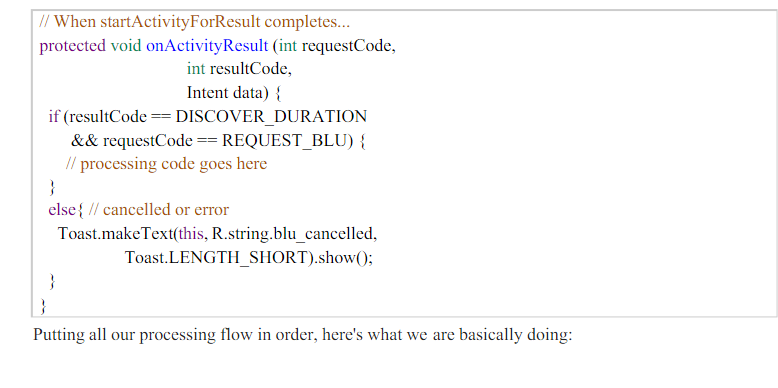 // When startActivityForResult completes...
protected void onActivityResult (int requestCode,
int resultCode,
Intent data) {
if (resultCode == DISCOVER_DURATION
&& requestCode == REQUEST_BLU) {
// processing code goes here
}
else{ // cancelled or error
Toast.makeText(this, R.string.blu_cancelled,
Toast.LENGTH_SHORT).show();
}
}
Putting all our processing flow in order, here's what we are basically doing: